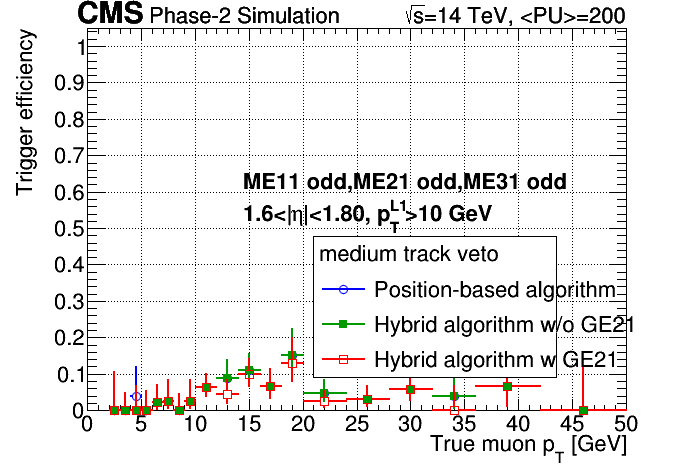 CMS Phase-2 Simulation √s=14 TeV, <PU>=200
Trigger efficiency
1
0.9
0.8
0.7
0.6
0.5
0.4
0.3
0.2
0.1
0
ME11 odd,ME21 odd,ME31 odd
1.6<|η|<1.80, p_T^L1>10 GeV
medium track veto
Position-based algorithm
Hybrid algorithm w/o GE21
Hybrid algorithm w GE21
0 5 10 15 20 25 30 35 40 45 50
True muon p_T [GeV]